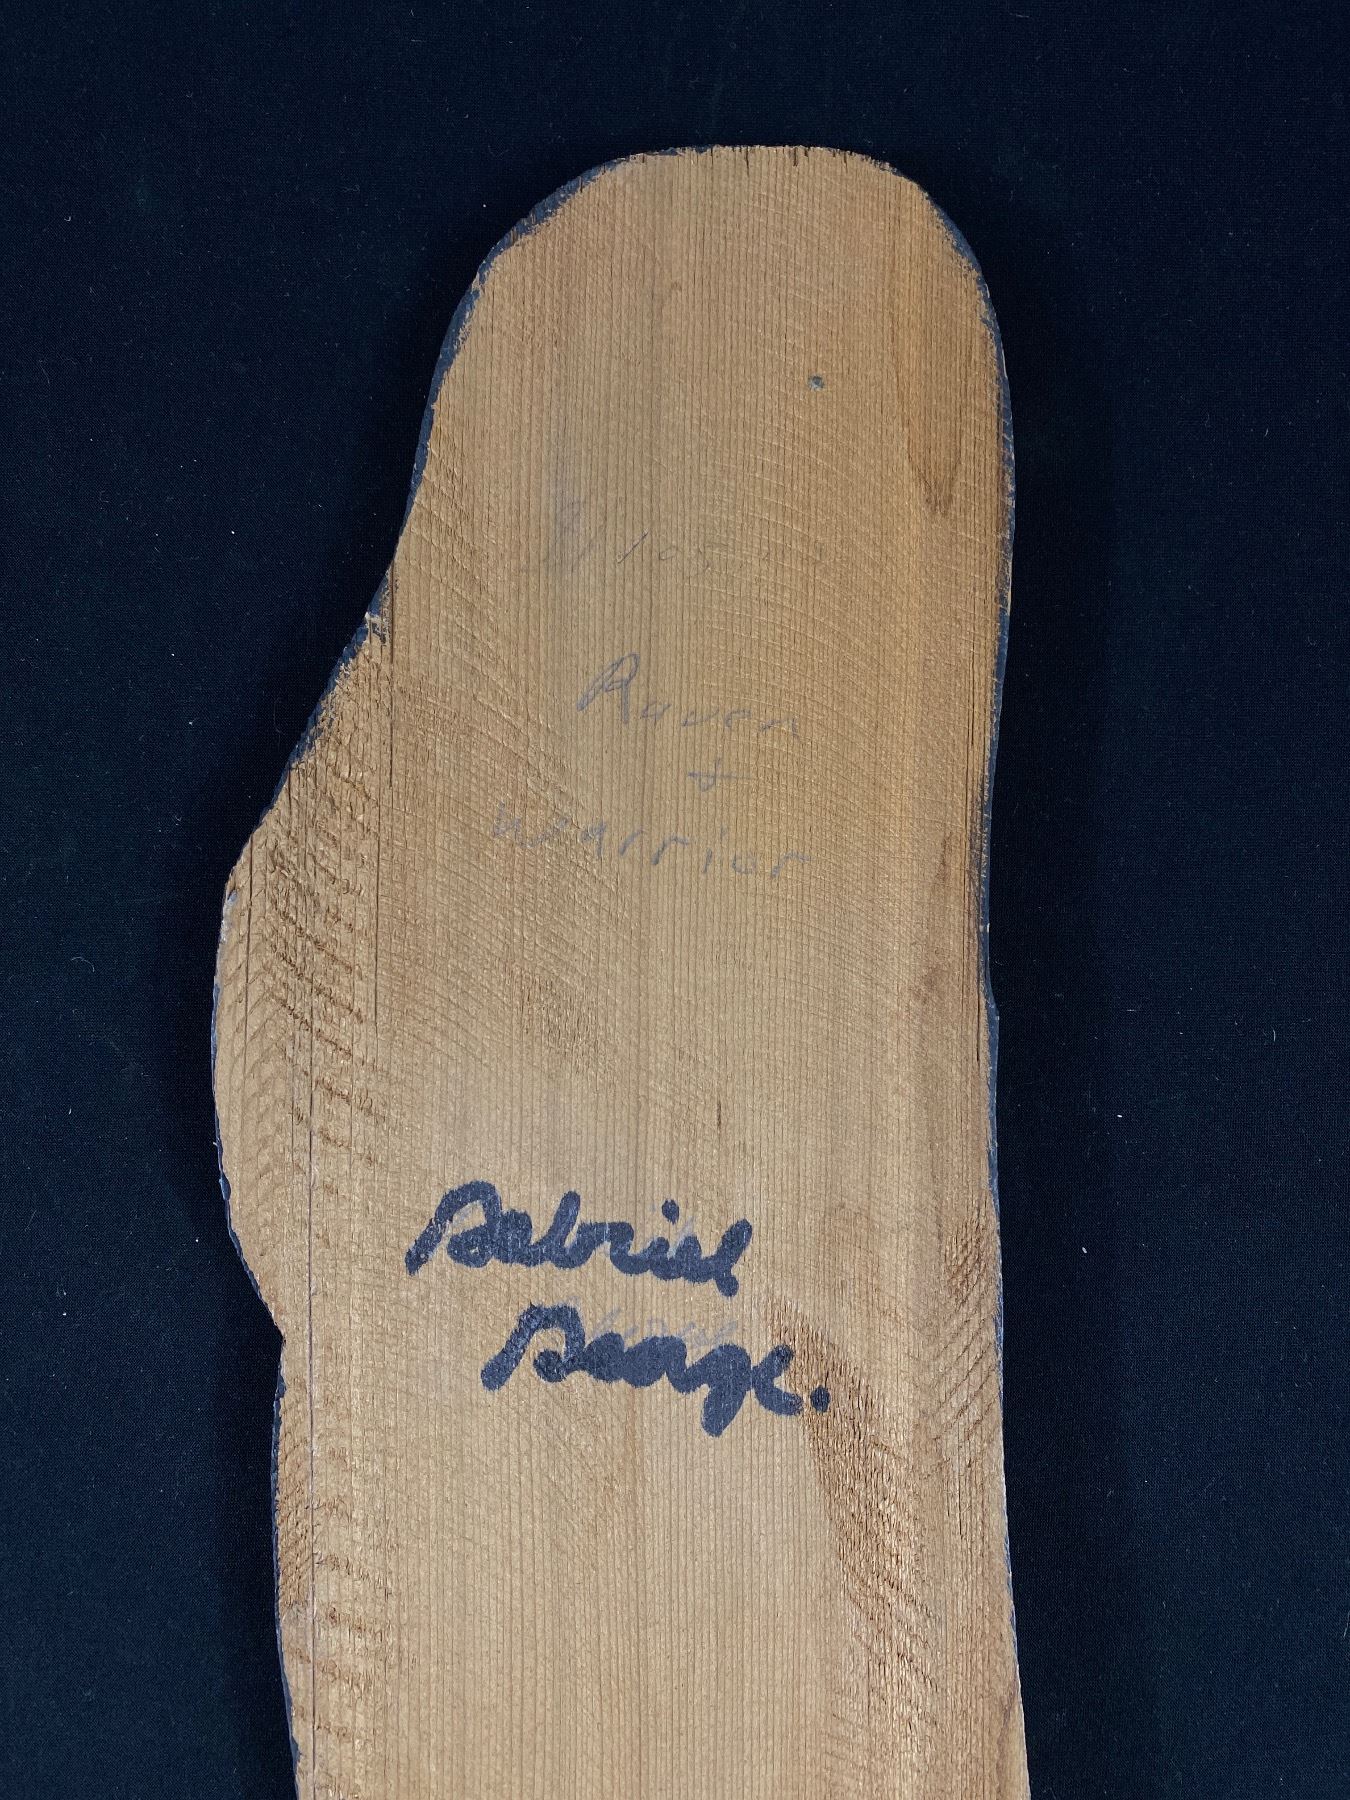 Raven
+
Warrior
Gabriel
George.